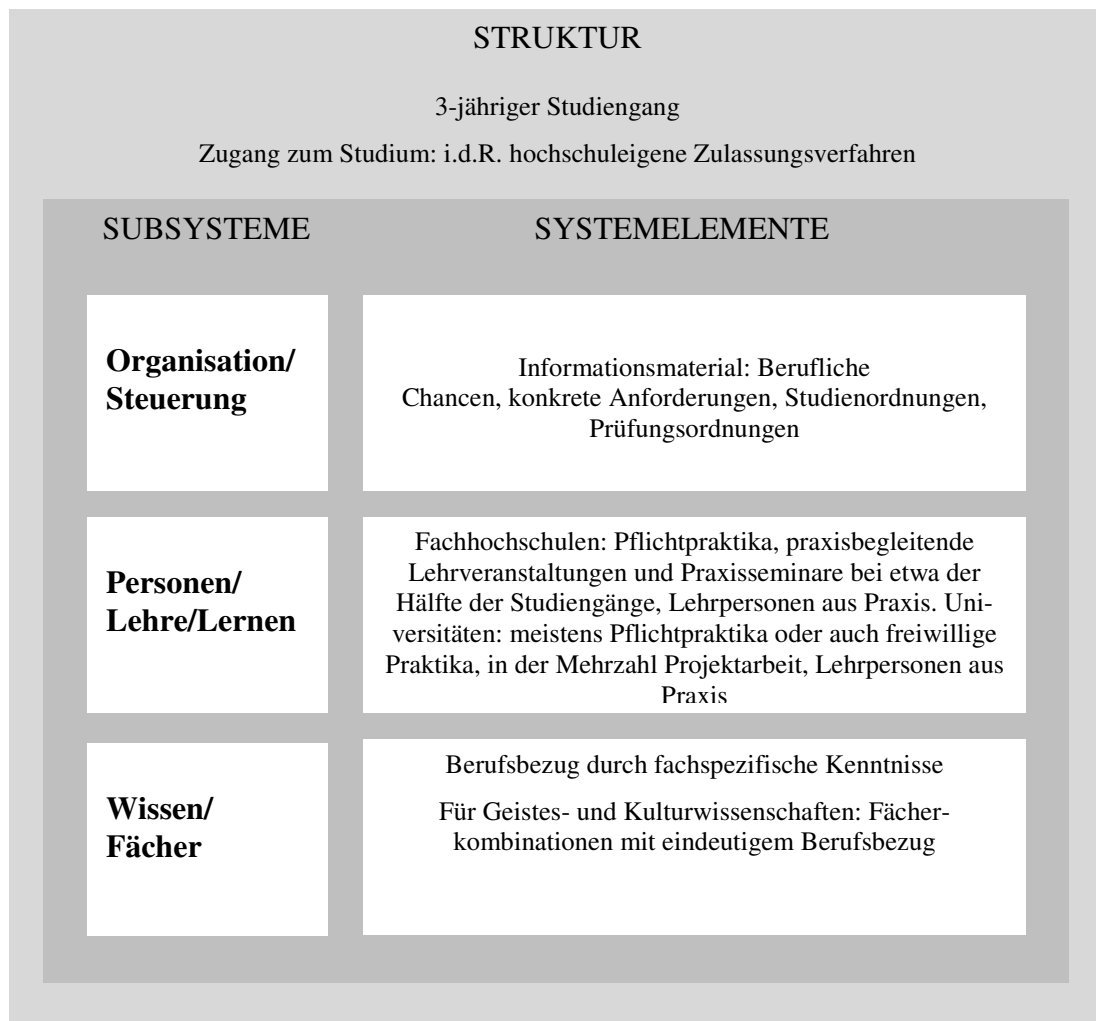 STRUKTUR
3-jähriger Studiengang
Zugang zum Studium: i.d.R. hochschuleigene Zulassungsverfahren
SUBSYSTEME
SYSTEMELEMENTE
Organisation/
Steuerung
Informationsmaterial: Berufliche
Chancen, konkrete Anforderungen, Studienordnungen,
Prüfungsordnungen
Personen/
Lehre/Lernen
Fachhochschulen: Pflichtpraktika, praxisbegleitende
Lehrveranstaltungen und Praxisseminare bei etwa der
Hälfte der Studiengänge, Lehrpersonen aus Praxis. Uni-
versitäten: meistens Pflichtpraktika oder auch freiwillige
Praktika, in der Mehrzahl Projektarbeit, Lehrpersonen aus
Praxis
Wissen/
Fächer
Berufsbezug durch fachspezifische Kenntnisse
Für Geistes- und Kulturwissenschaften: Fächer-
kombinationen mit eindeutigem Berufsbezug